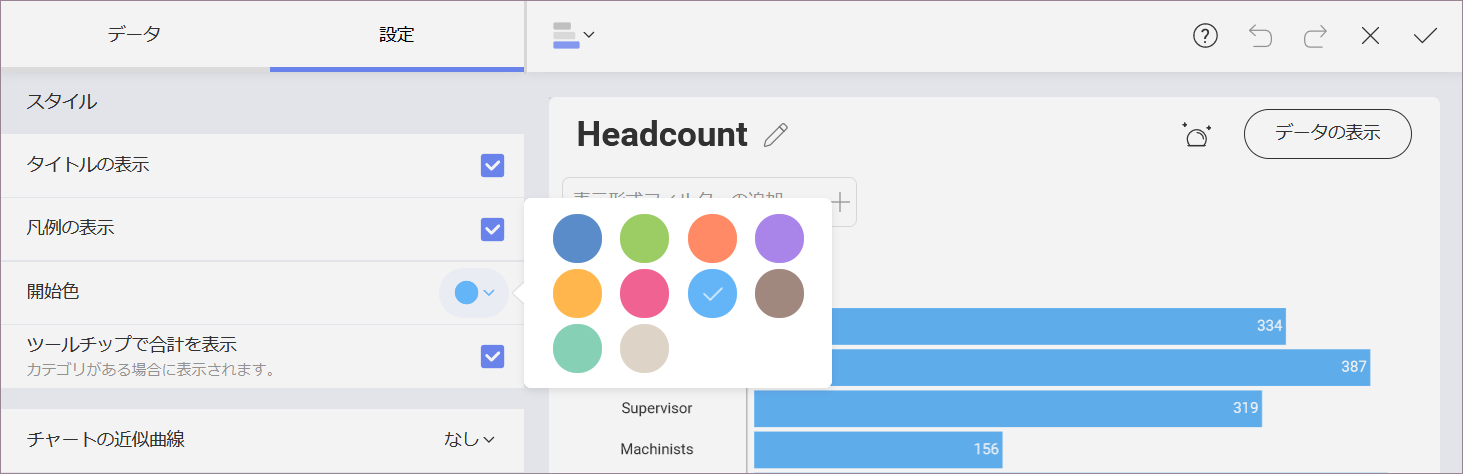 データ
設定
スタイル
タイトルの表示
凡例の表示
開始色
ツールチップで合計を表示
カテゴリがある場合に表示されます。
チャートの近似曲線
なし
Headcount
データの表示
334
387
Supervisor
319
Machinists
156